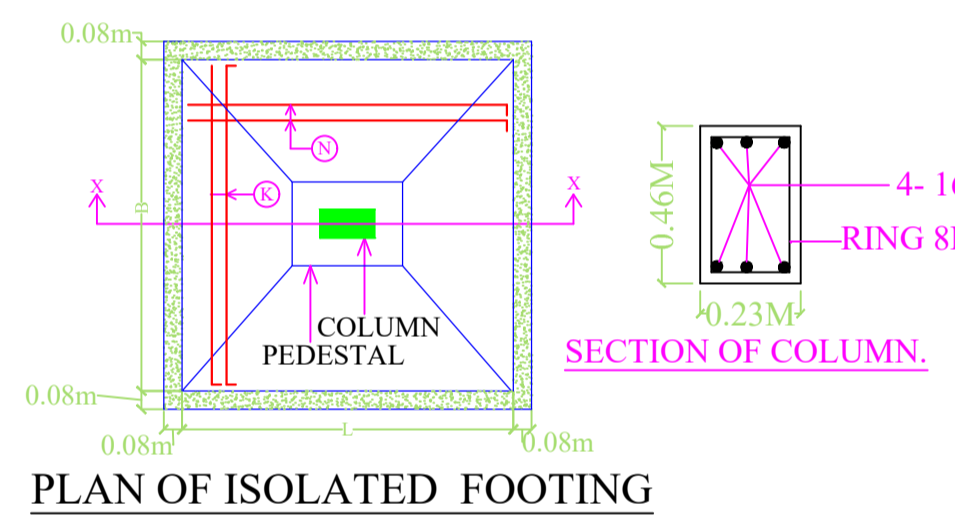 0.08m
N
K
X
X
B
COLUMN
PEDESTAL
0.08m
0.08m
L
0.08m
PLAN OF ISOLATED FOOTING
0.46M
4- 1
RING 8
0.23M
SECTION OF COLUMN.